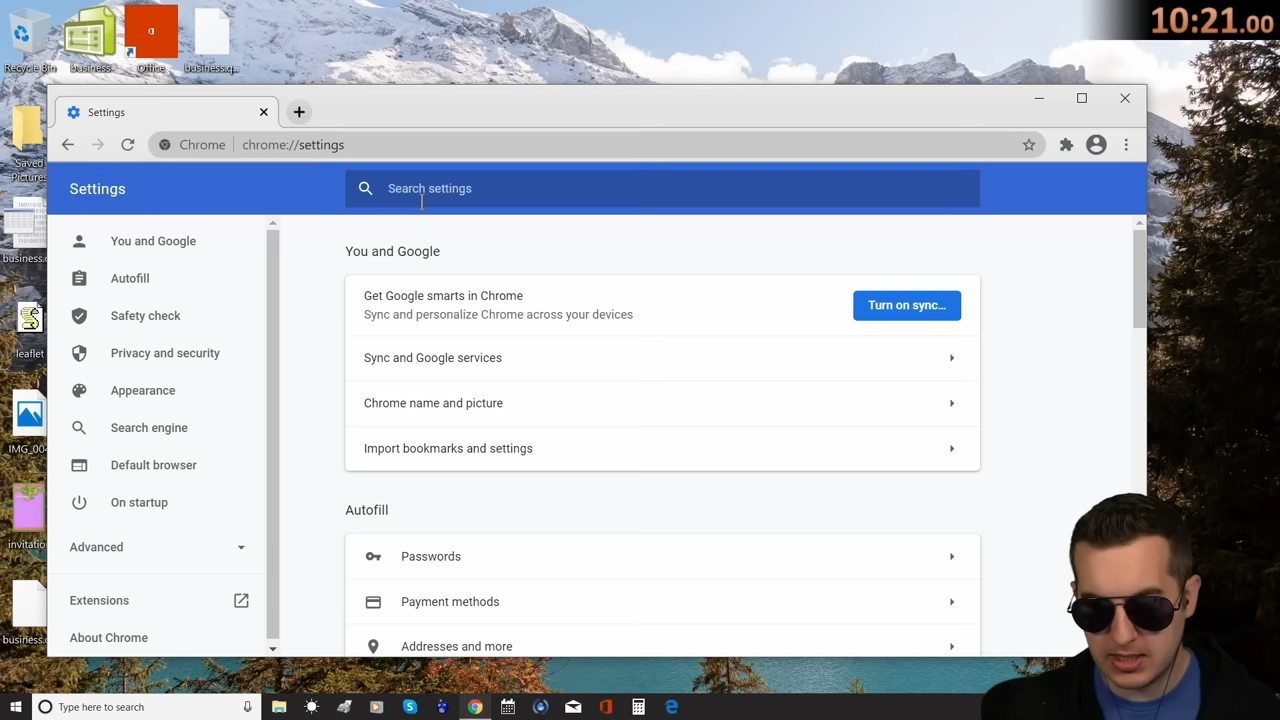 10:21.00
Recycle Bin
business-
Office
business.q...
Saved
Pictures
business.
leaflet
IMG_00
invitatio
business.c
Settings
Chrome
chrome://settings
Settings
Search settings
You and Google
Autofill
Safety check
Privacy and security
Appearance
Search engine
Default browser
On startup
Advanced
Extensions
About Chrome
You and Google
Get Google smarts in Chrome
Sync and personalize Chrome across your devices
Turn on sync...
Sync and Google services
Chrome name and picture
Import bookmarks and settings
Autofill
Passwords
Payment methods
Addresses and more
Type here to search